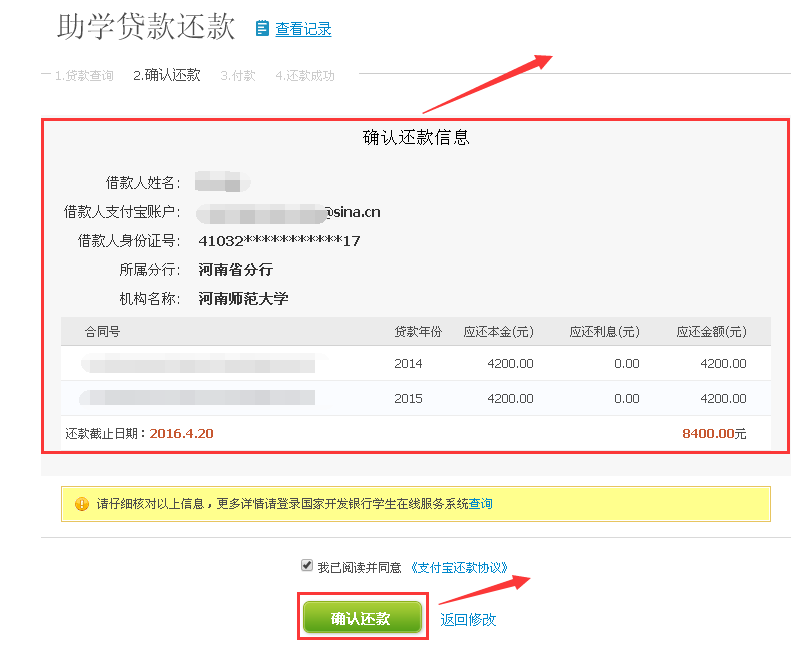 助学贷款还款 查看记录
1.贷款查询 2.确认还款 3.付款 4.还款成功
确认还款信息
借款人姓名：
借款人支付宝账户： @sina.cn
借款人身份证号： 41032***********17
所属分行： 河南省分行
机构名称： 河南师范大学
合同号 贷款年份 应还本金(元) 应还利息(元) 应还金额(元)
2014 4200.00 0.00 4200.00
2015 4200.00 0.00 4200.00
还款截止日期：2016.4.20 8400.00元
请仔细核对以上信息，更多详情请登录国家开发银行学生在线服务系统查询
我已阅读并同意 《支付宝还款协议》
确认还款 返回修改